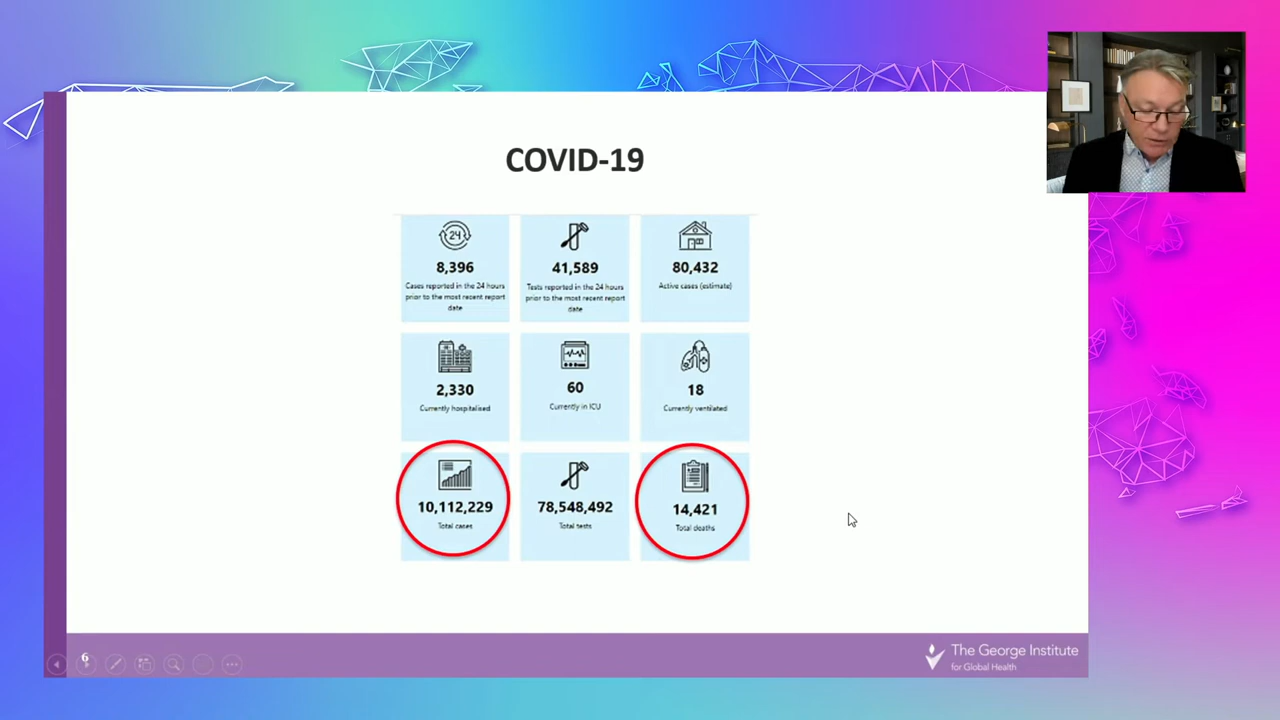 COVID-19
24
8,396
Cases reported in the 24 hours
prior to the most recent report
date
41,589
Tests reported in the 24 hours
prior to the most recent report
date
80,432
Active cases (estimate)
2,330
Currently hospitalised
60
Currently in ICU
18
Currently ventilated
10,112,229
Total cases
78,548,492
Total tests
14,421
Total deaths
6
The George Institute
for Global Health